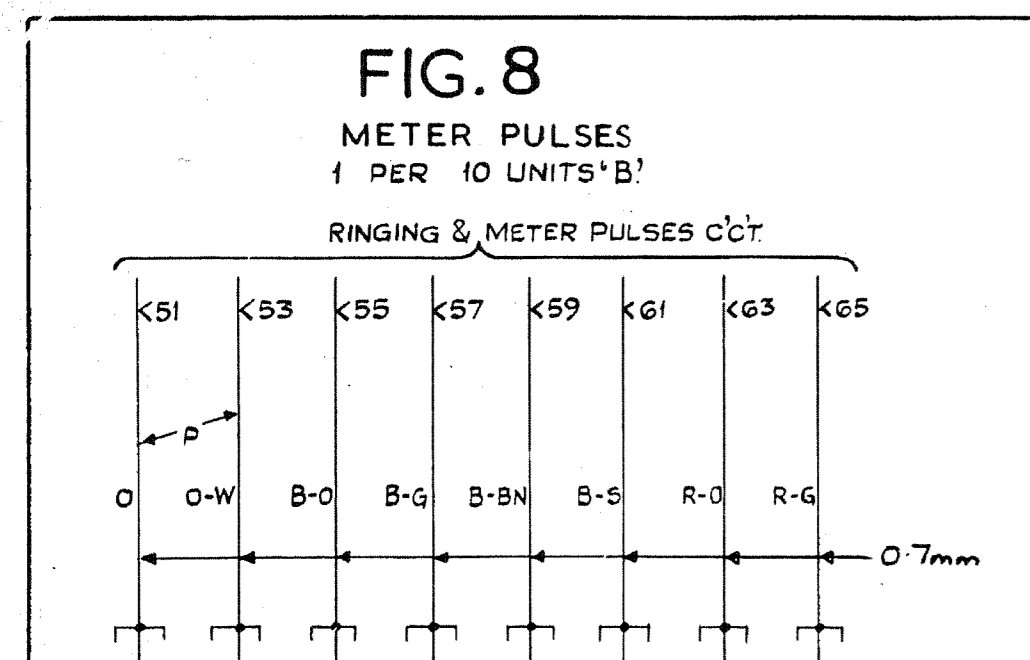 FIG. 8
METER PULSES
1 PER 10 UNITS 'B'.
RINGING & METER PULSES C'C'T.
<51 <53 <55 <57 <59 <61 <63 <65
P
O O-W B-O B-G B-BN B-S R-O R-G
0.7mm